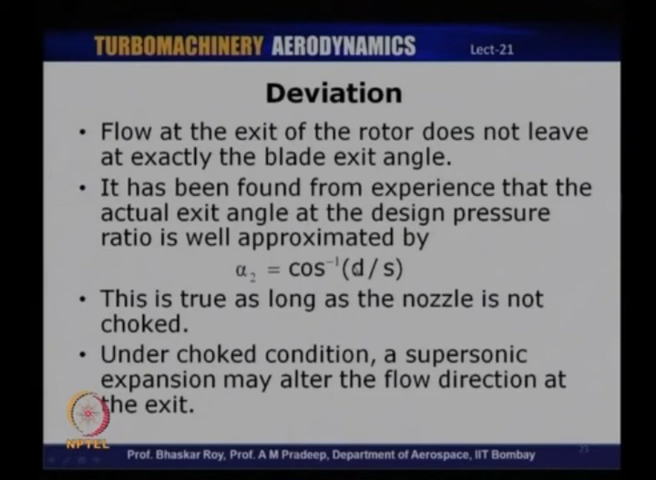 TURBOMACHINERY AERODYNAMICS Lect-21
Deviation
• Flow at the exit of the rotor does not leave
at exactly the blade exit angle.
• It has been found from experience that the
actual exit angle at the design pressure
ratio is well approximated by
α₂ = cos⁻¹(d/s)
• This is true as long as the nozzle is not
choked.
• Under choked condition, a supersonic
expansion may alter the flow direction at
the exit.
NPTEL
Prof. Bhaskar Roy, Prof. A M Pradeep, Department of Aerospace, IIT Bombay